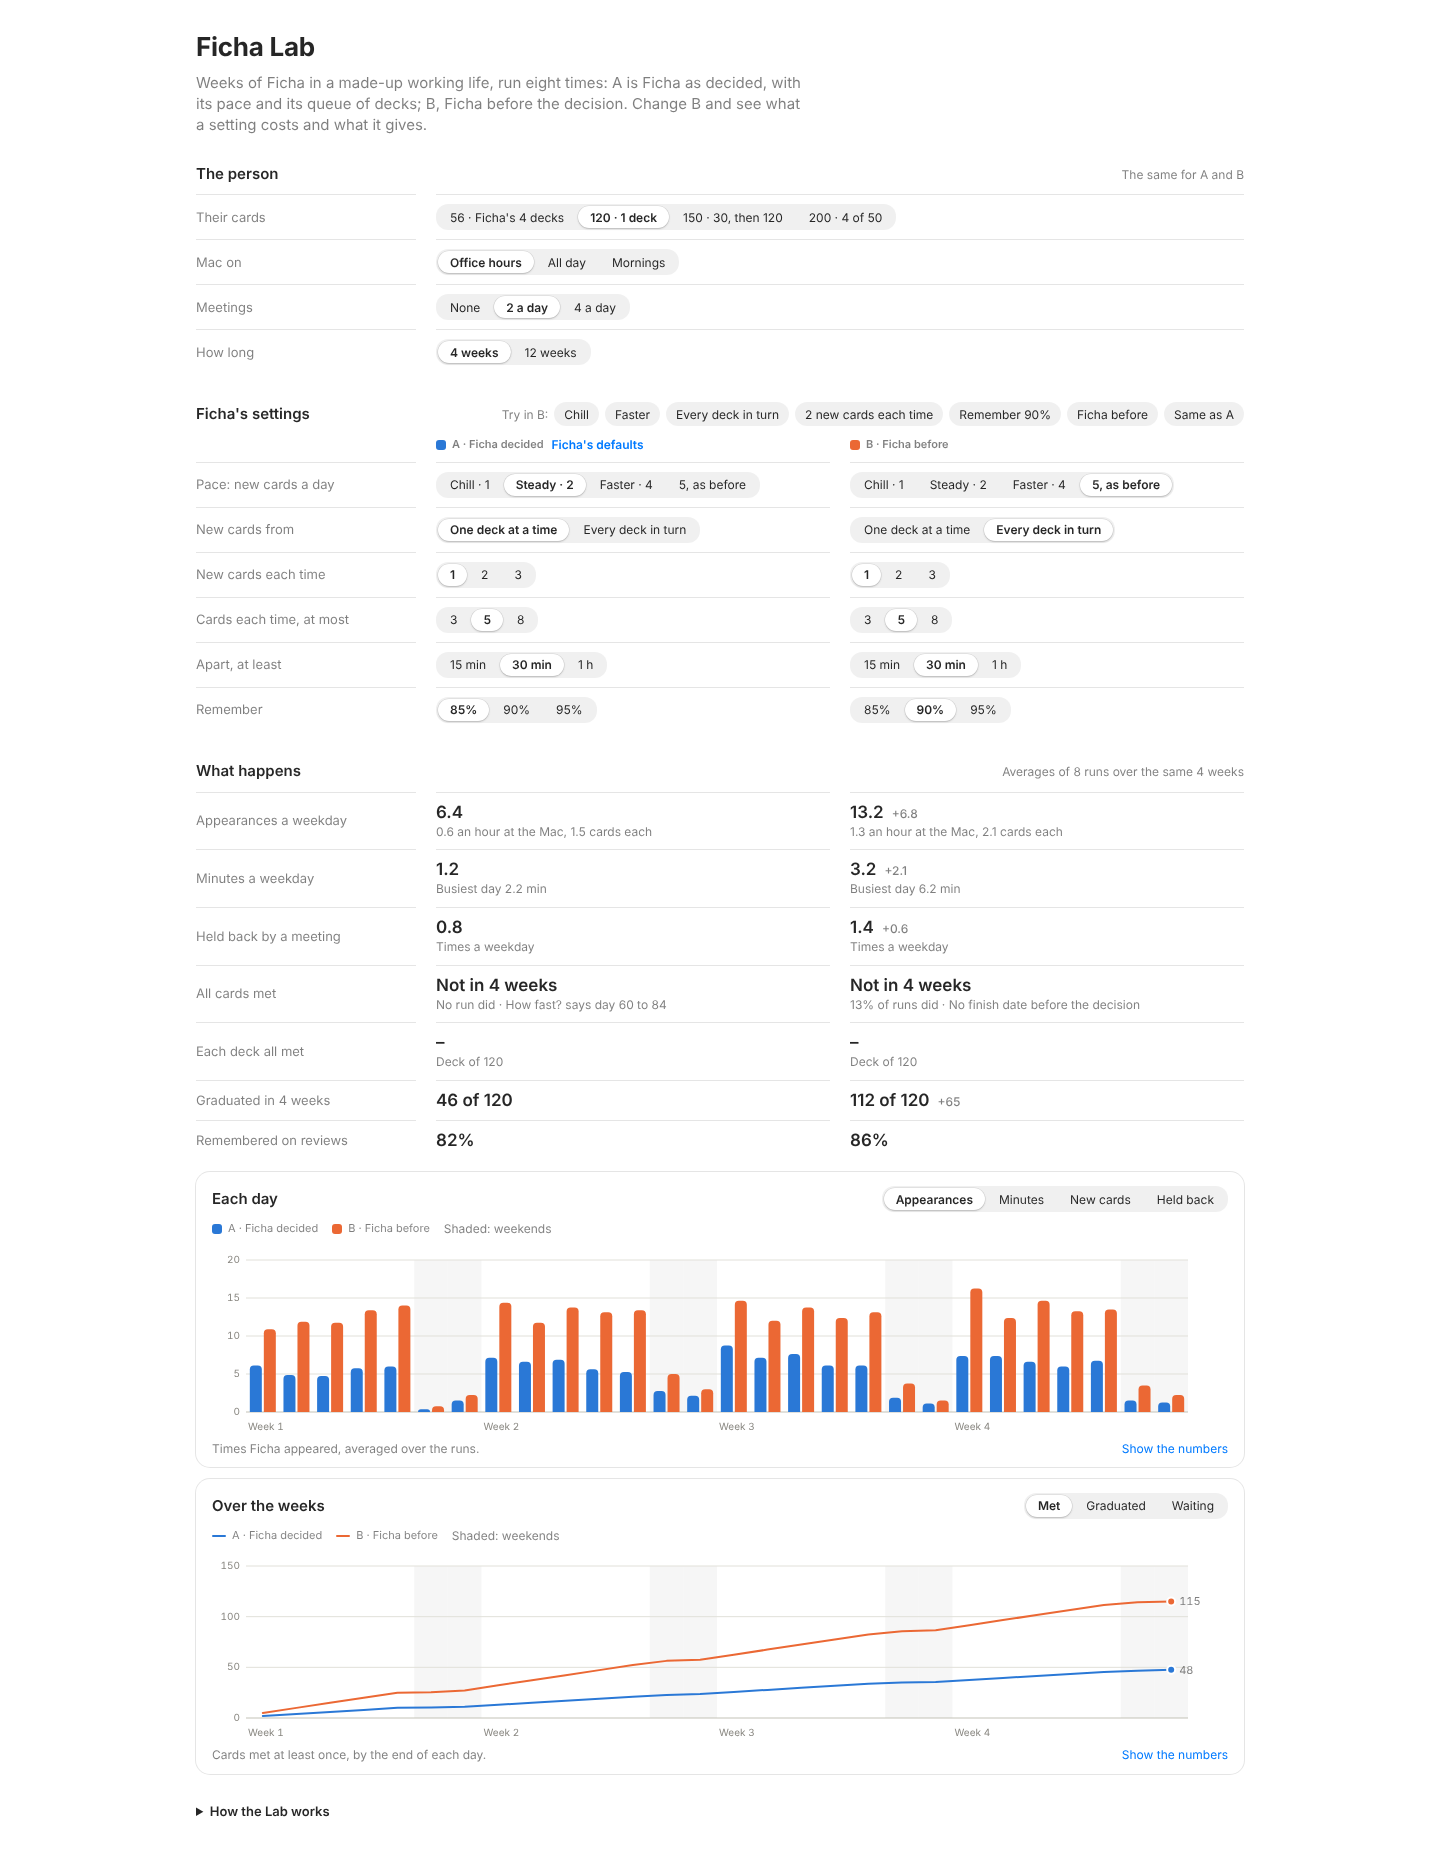 Ficha Lab
Weeks of Ficha in a made-up working life, run eight times: A is Ficha as decided, with
its pace and its queue of decks; B, Ficha before the decision. Change B and see what
a setting costs and what it gives.
The person
The same for A and B
Their cards
56 · Ficha's 4 decks 120 · 1 deck 150 · 30, then 120 200 · 4 of 50
Mac on
Office hours All day Mornings
Meetings
None 2 a day 4 a day
How long
4 weeks 12 weeks
Ficha's settings
Try in B: Chill Faster Every deck in turn 2 new cards each time Remember 90% Ficha before Same as A
A · Ficha decided Ficha's defaults
B · Ficha before
Pace: new cards a day
Chill · 1 Steady · 2 Faster · 4 5, as before
Chill · 1 Steady · 2 Faster · 4 5, as before
New cards from
One deck at a time Every deck in turn
One deck at a time Every deck in turn
New cards each time
1 2 3
1 2 3
Cards each time, at most
3 5 8
3 5 8
Apart, at least
15 min 30 min 1 h
15 min 30 min 1 h
Remember
85% 90% 95%
85% 90% 95%
What happens
Averages of 8 runs over the same 4 weeks
Appearances a weekday
6.4
0.6 an hour at the Mac, 1.5 cards each
13.2 +6.8
1.3 an hour at the Mac, 2.1 cards each
Minutes a weekday
1.2
Busiest day 2.2 min
3.2 +2.1
Busiest day 6.2 min
Held back by a meeting
0.8
Times a weekday
1.4 +0.6
Times a weekday
All cards met
Not in 4 weeks
No run did · How fast? says day 60 to 84
Not in 4 weeks
13% of runs did · No finish date before the decision
Each deck all met
–
Deck of 120
–
Deck of 120
Graduated in 4 weeks
46 of 120
112 of 120 +65
Remembered on reviews
82%
86%
Each day
Appearances Minutes New cards Held back
A · Ficha decided B · Ficha before Shaded: weekends
20
15
10
5
0
Week 1 Week 2 Week 3 Week 4
Times Ficha appeared, averaged over the runs.
Show the numbers
Over the weeks
Met Graduated Waiting
A · Ficha decided B · Ficha before Shaded: weekends
150
100
50
0
115
48
Week 1 Week 2 Week 3 Week 4
Cards met at least once, by the end of each day.
Show the numbers
How the Lab works